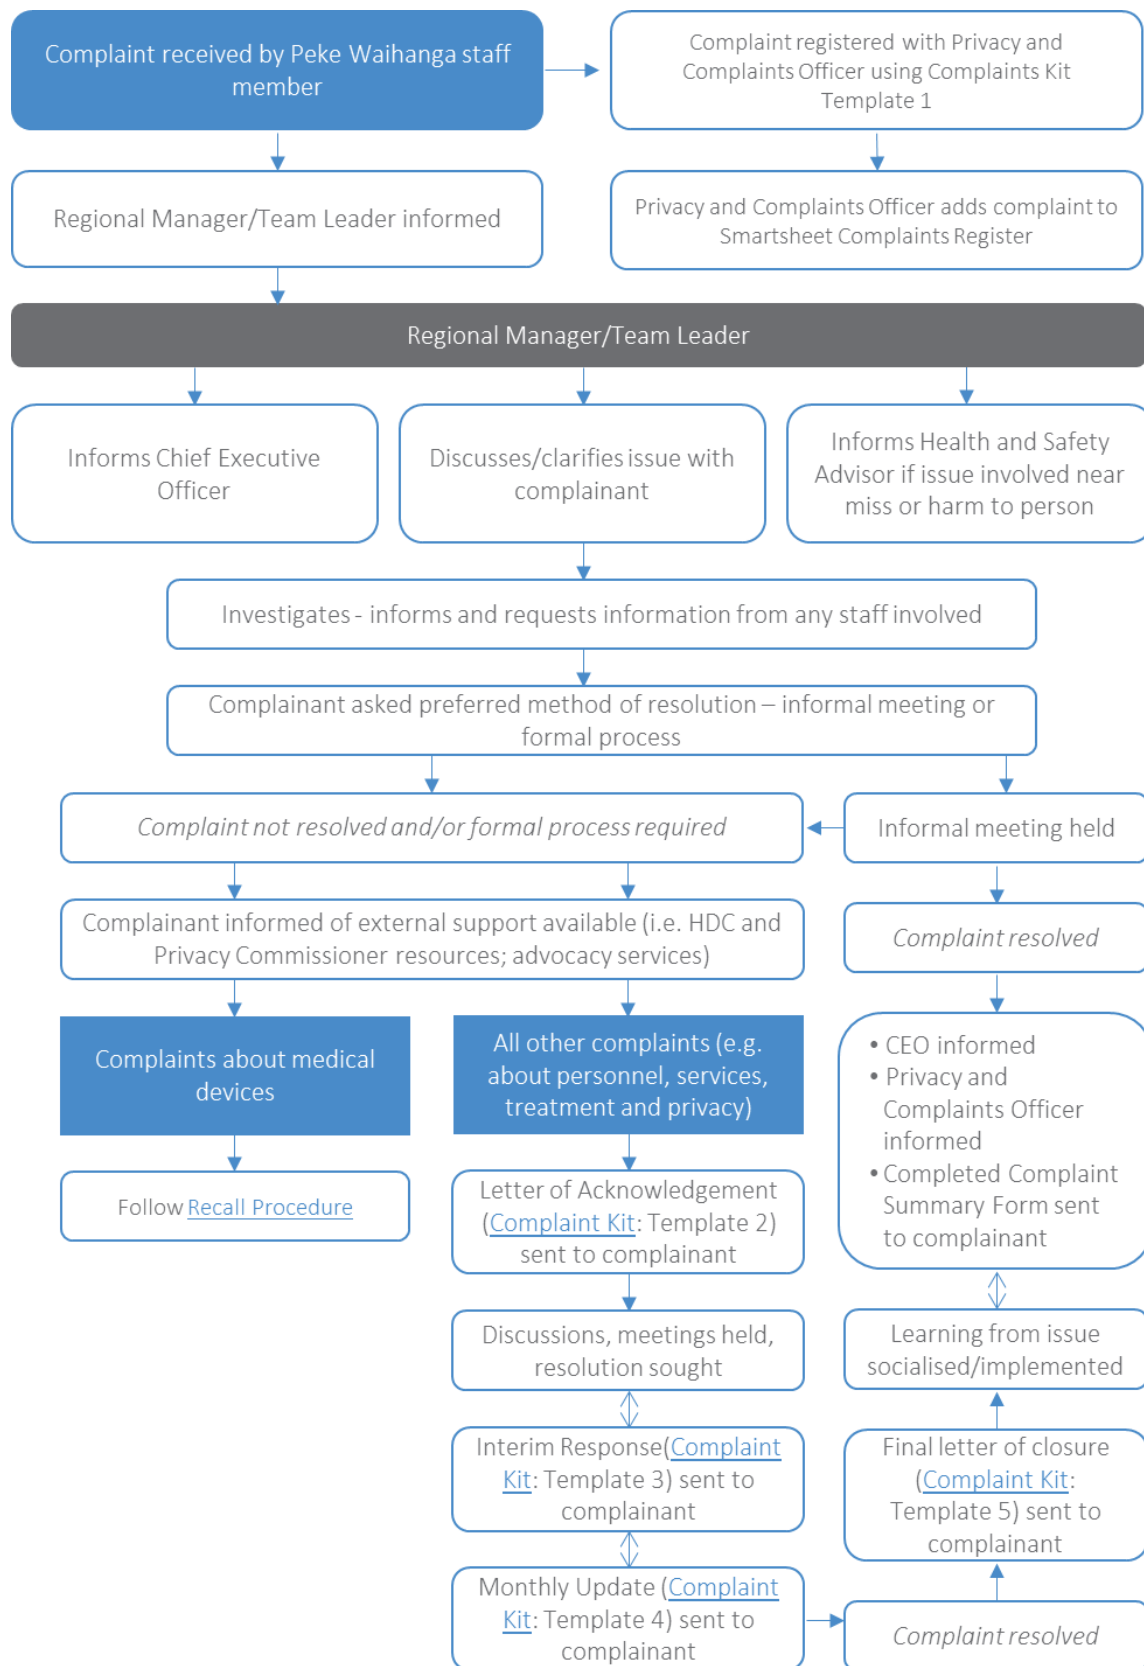 Complaint received by Peke Waihanga staff
member
Complaint registered with Privacy and
Complaints Officer using Complaints Kit
Template 1
Regional Manager/Team Leader informed
Privacy and Complaints Officer adds complaint to
Smartsheet Complaints Register
Regional Manager/Team Leader
Informs Chief Executive
Officer
Discusses/clarifies issue with
complainant
Informs Health and Safety
Advisor if issue involved near
miss or harm to person
Investigates - informs and requests information from any staff involved
Complainant asked preferred method of resolution – informal meeting or
formal process
Complaint not resolved and/or formal process required
Informal meeting held
Complainant informed of external support available (i.e. HDC and
Privacy Commissioner resources; advocacy services)
Complaint resolved
Complaints about medical
devices
All other complaints (e.g.
about personnel, services,
treatment and privacy)
• CEO informed
• Privacy and
Complaints Officer
informed
• Completed Complaint
Summary Form sent
to complainant
Follow Recall Procedure
Letter of Acknowledgement
(Complaint Kit: Template 2)
sent to complainant
Discussions, meetings held,
resolution sought
Learning from issue
socialised/implemented
Interim Response(Complaint
Kit: Template 3) sent to
complainant
Final letter of closure
(Complaint Kit:
Template 5) sent to
complainant
Monthly Update (Complaint
Kit: Template 4) sent to
complainant
Complaint resolved